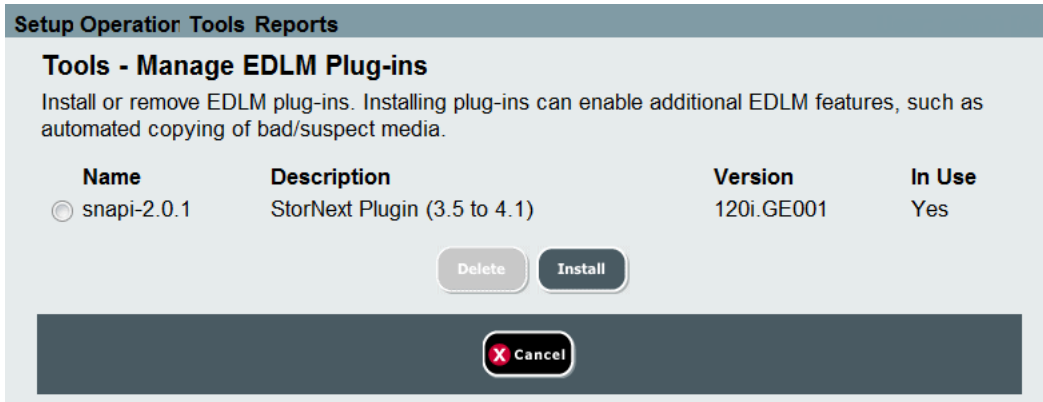 Setup Operation Tools Reports
Tools - Manage EDLM Plug-ins
Install or remove EDLM plug-ins. Installing plug-ins can enable additional EDLM features, such as
automated copying of bad/suspect media.
Name Description Version In Use
snapi-2.0.1 StorNext Plugin (3.5 to 4.1) 120i.GE001 Yes
Delete Install
X Cancel